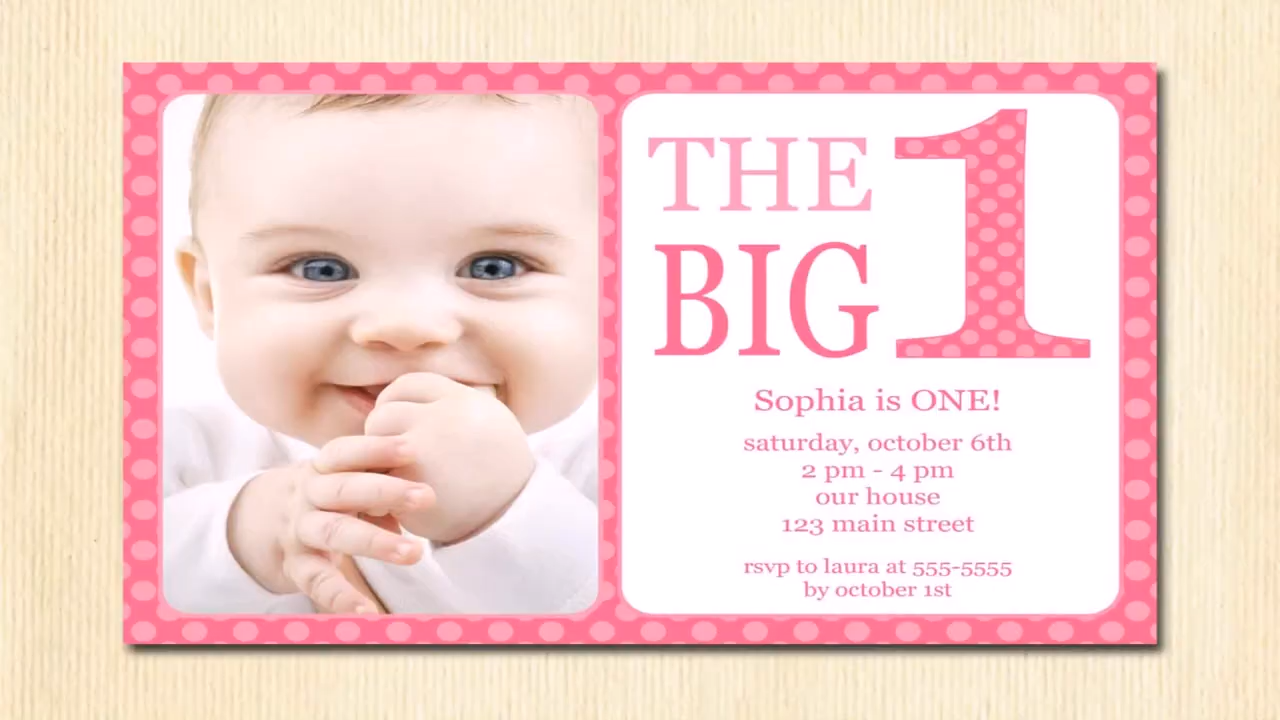 THE
BIG
1
Sophia is ONE!
saturday, october 6th
2 pm - 4 pm
our house
123 main street
rsvp to laura at 555-5555
by october 1st